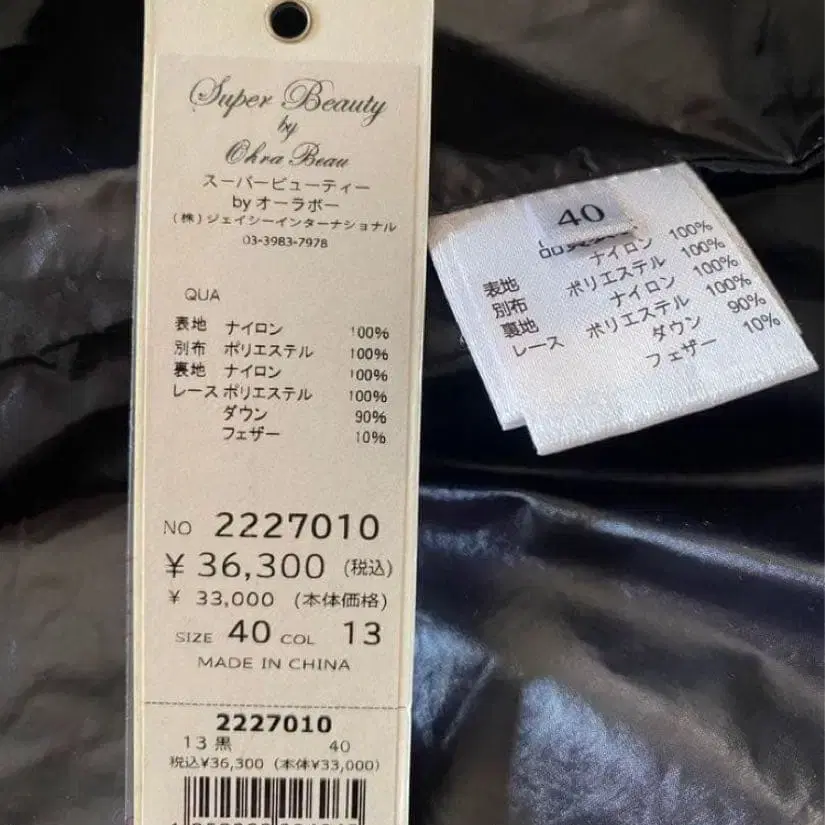 Super Beauty
by
Ohra Beau
スーパービューティー
by オーラボー
(株)ジェイシーインターナショナル
03-3983-7978
QUA
表地 ナイロン 100%
別布 ポリエステル 100%
裏地 ナイロン 100%
レース ポリエステル 100%
ダウン 90%
フェザー 10%
NO 2227010
¥ 36,300 (税込)
¥ 33,000 (本体価格)
SIZE 40 COL 13
MADE IN CHINA
2227010
13 黒 40
税込¥36,300 (本体¥33,000)
40
表地 ナイロン 100%
別布 ポリエステル 100%
裏地 ナイロン 100%
レース ポリエステル 100%
ダウン 90%
フェザー 10%